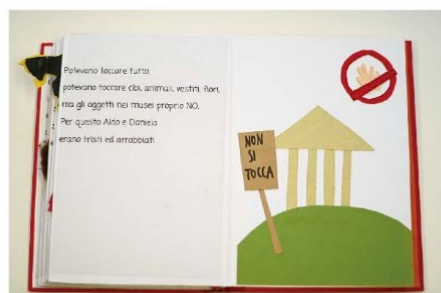 Potevano toccare tutto,
potevano toccare cibi, animali, vestiti, fiori,
ma gli oggetti nei musei proprio NO.
Per questo Aldo e Daniela
erano tristi ed arrabbiati
NON
SI
TOCCA